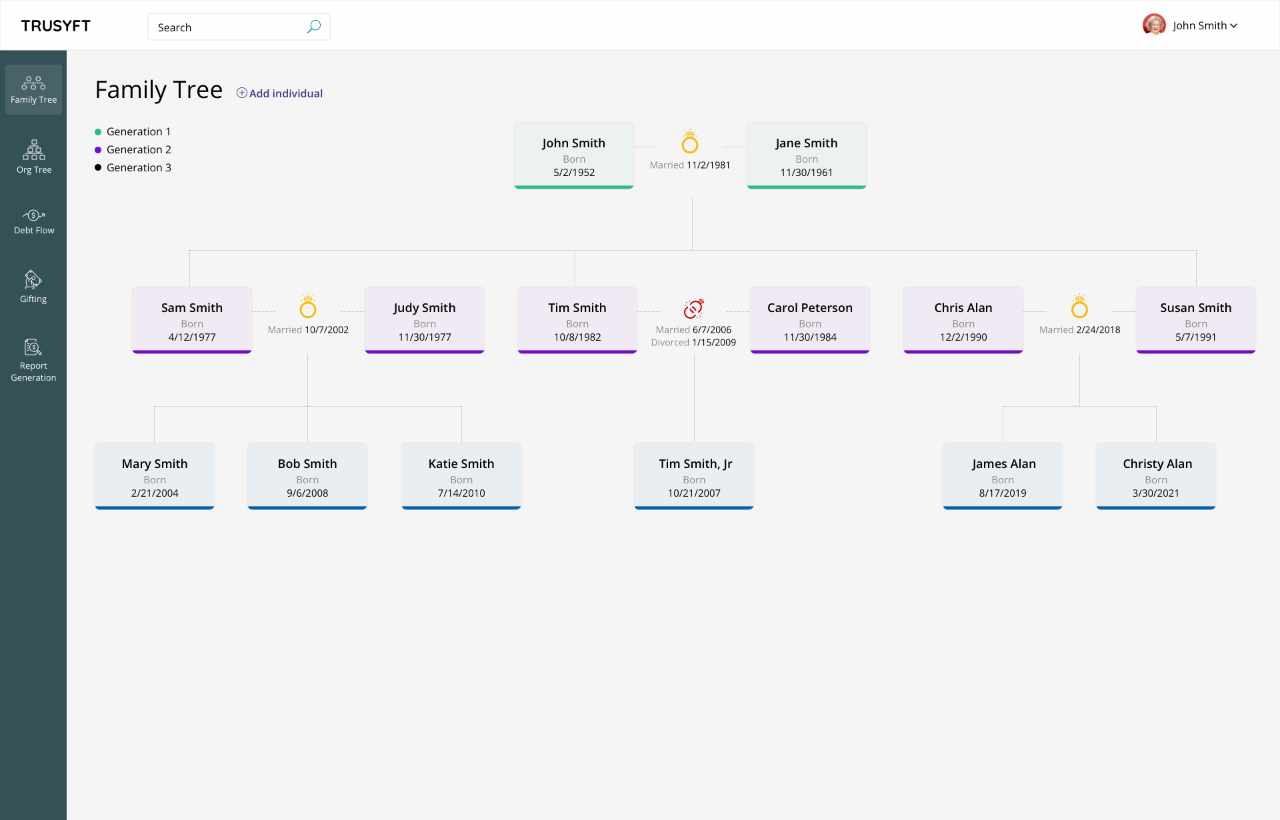 TRUSYFT
Search
John Smith
Family Tree
Org Tree
Debt Flow
Gifting
Report
Generation
Family Tree
Add individual
Generation 1
Generation 2
Generation 3
John Smith
Born
5/2/1952
Married 11/2/1981
Jane Smith
Born
11/30/1961
Sam Smith
Born
4/12/1977
Married 10/7/2002
Judy Smith
Born
11/30/1977
Tim Smith
Born
10/8/1982
Married 6/7/2006
Divorced 1/15/2009
Carol Peterson
Born
11/30/1984
Chris Alan
Born
12/2/1990
Married 2/24/2018
Susan Smith
Born
5/7/1991
Mary Smith
Born
2/21/2004
Bob Smith
Born
9/6/2008
Katie Smith
Born
7/14/2010
Tim Smith, Jr
Born
10/21/2007
James Alan
Born
8/17/2019
Christy Alan
Born
3/30/2021